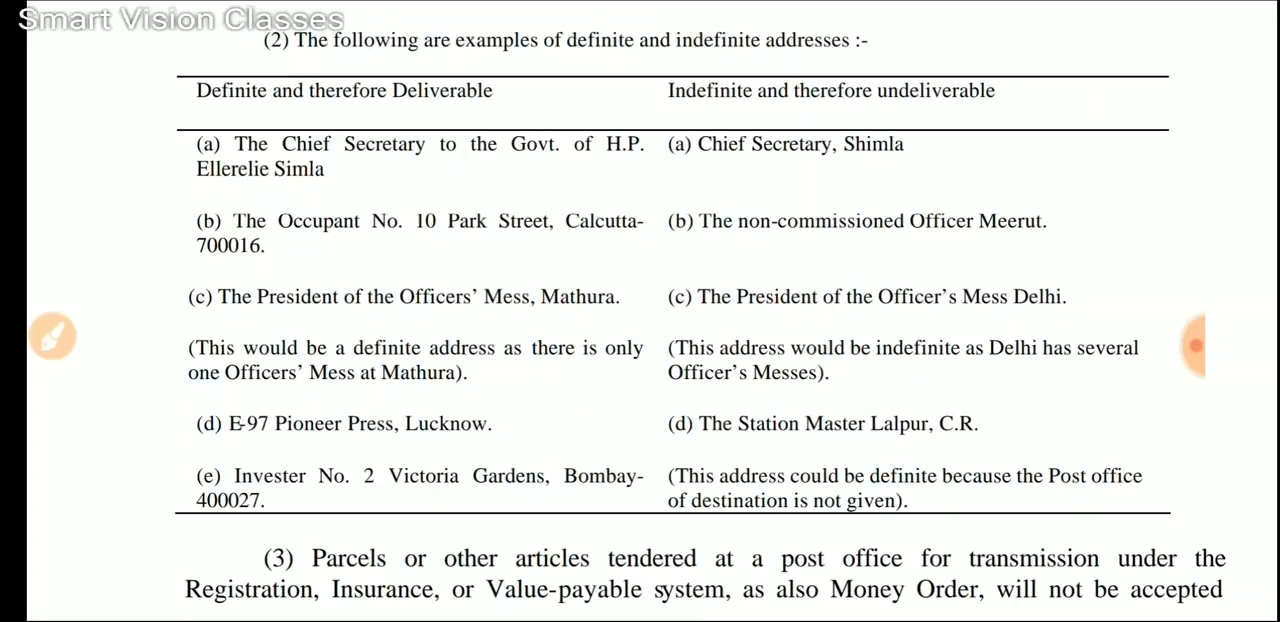 Smart Vision Classes
(2) The following are examples of definite and indefinite addresses :-
Definite and therefore Deliverable
Indefinite and therefore undeliverable
(a) The Chief Secretary to the Govt. of H.P.
Ellerelie Simla
(a) Chief Secretary, Shimla
(b) The Occupant No. 10 Park Street, Calcutta-
700016.
(b) The non-commissioned Officer Meerut.
(c) The President of the Officers’ Mess, Mathura.
(c) The President of the Officer’s Mess Delhi.
(This would be a definite address as there is only
one Officers’ Mess at Mathura).
(This address would be indefinite as Delhi has several
Officer’s Messes).
(d) E-97 Pioneer Press, Lucknow.
(d) The Station Master Lalpur, C.R.
(e) Invester No. 2 Victoria Gardens, Bombay-
400027.
(This address could be definite because the Post office
of destination is not given).
(3) Parcels or other articles tendered at a post office for transmission under the
Registration, Insurance, or Value-payable system, as also Money Order, will not be accepted